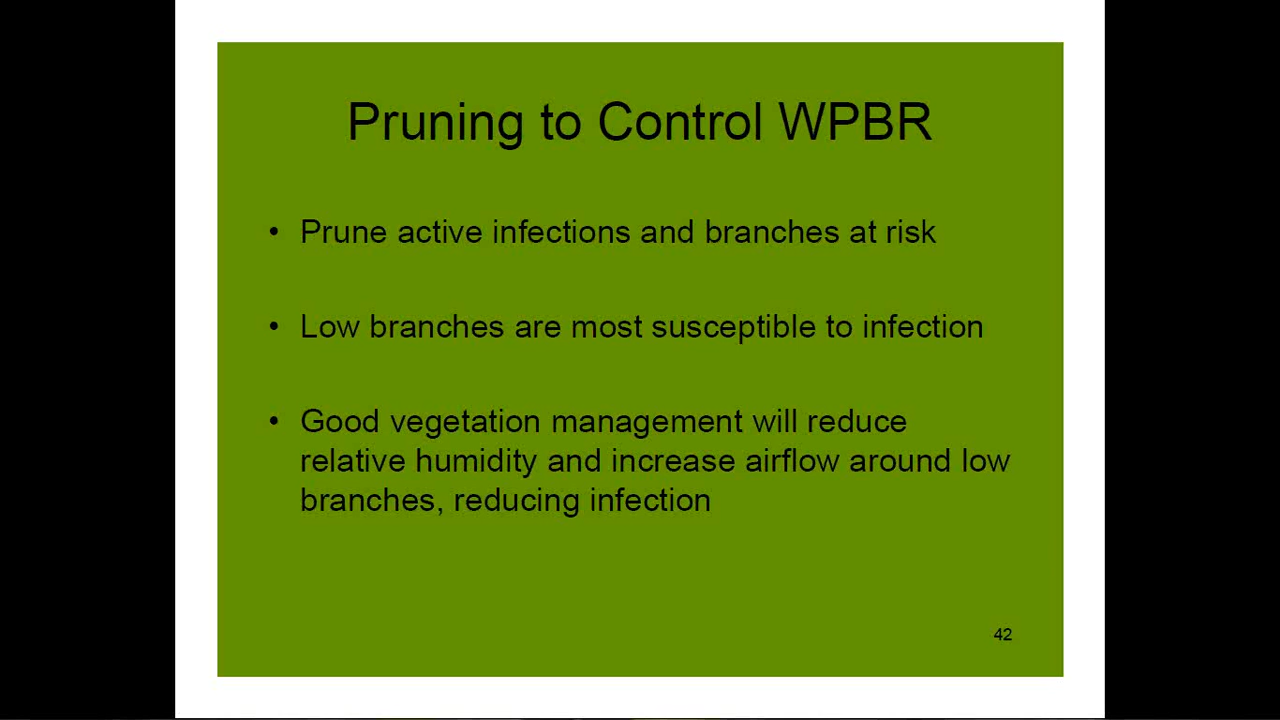 Pruning to Control WPBR
• Prune active infections and branches at risk
• Low branches are most susceptible to infection
• Good vegetation management will reduce
relative humidity and increase airflow around low
branches, reducing infection
42